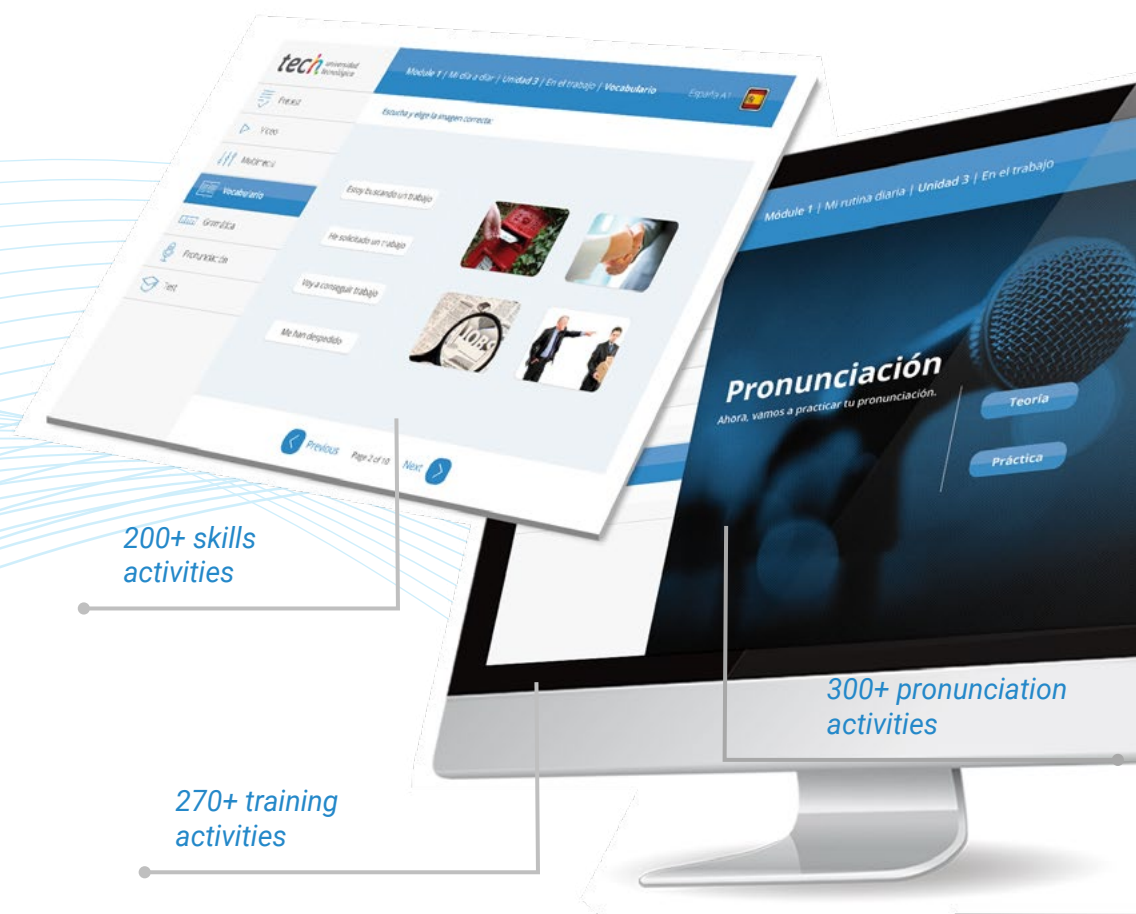 tech universidad
tecnológica
Module 1 | Mi día a díar | Unidad 3 | En el trabajo | Vocabulario
España A1
Escucha y elige la imagen correcta:
Vocabulario
Gramática
Pronunciación
Test
Estoy buscando un trabajo
He solicitado un trabajo
Voy a conseguir trabajo
Me han despedido
JOBS
Previous Page 2 of 10 Next
Módule 1 | Mi rutina diaria | Unidad 3 | En el trabajo
Pronunciación
Ahora, vamos a practicar tu pronunciación.
Teoría
Práctica
200+ skills
activities
300+ pronunciation
activities
270+ training
activities